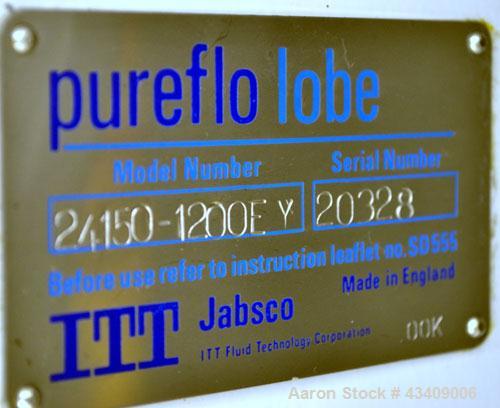 pureflo lobe
Model Number Serial Number
24150-1200E Y 20328
Before use refer to instruction leaflet no. SD555
ITT Jabsco Made in England
ITT Fluid Technology Corporation 00K
Aaron Stock # 43409006